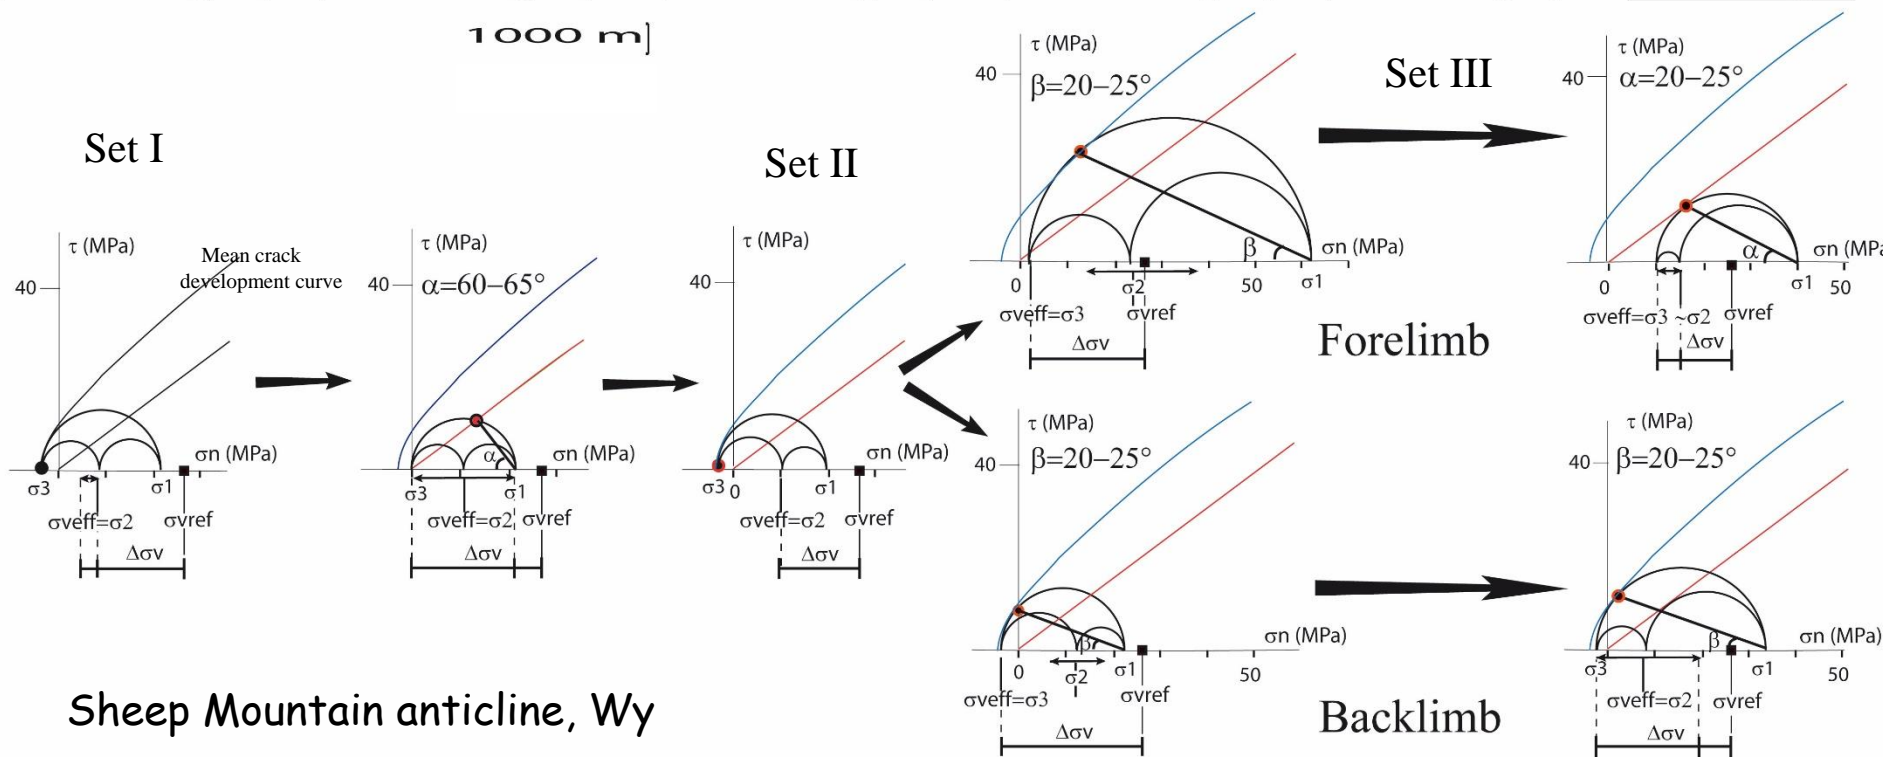 1000 m]
Set I
τ (MPa)
Mean crack
development curve
40
σn (MPa)
σ3
σ1
σveff=σ2
σvref
Δσv
τ (MPa)
40
α=60–65°
α
σn (MPa)
σ3
σ1
σveff=σ2
σvref
Δσv
Set II
τ (MPa)
40
σn (MPa)
σ3
0
σ1
σveff=σ2
σvref
Δσv
τ (MPa)
40
β=20–25°
β
σn (MPa)
0
σ2
50
σ1
σveff=σ3
σvref
Δσv
Set III
τ (MPa)
40
α=20–25°
α
σn (MPa
0
σ1
50
σveff=σ3
~σ2
σvref
Δσv
Forelimb
τ (MPa)
β=20–25°
40
σn (MPa)
β
0
σ2
σ1
50
σveff=σ3
σvref
Δσv
τ (MPa)
40
β=20–25°
σn (MPa)
β
σ3
σ1
50
σveff=σ2
σvref
Δσv
Backlimb
Sheep Mountain anticline, Wy